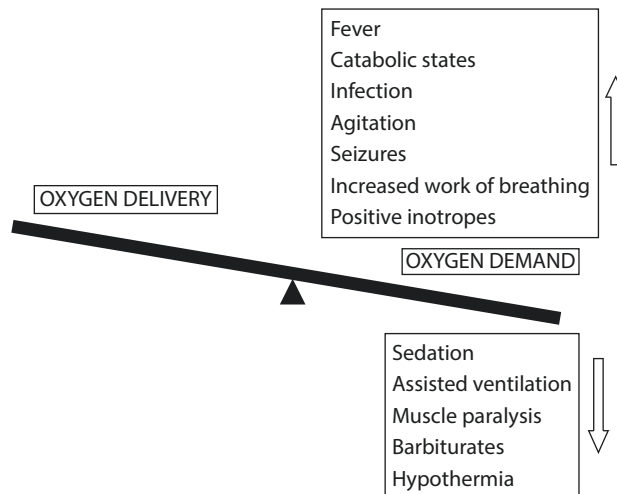 Fever
Catabolic states
Infection
Agitation
Seizures
Increased work of breathing
Positive inotropes
OXYGEN DELIVERY
OXYGEN DEMAND
Sedation
Assisted ventilation
Muscle paralysis
Barbiturates
Hypothermia